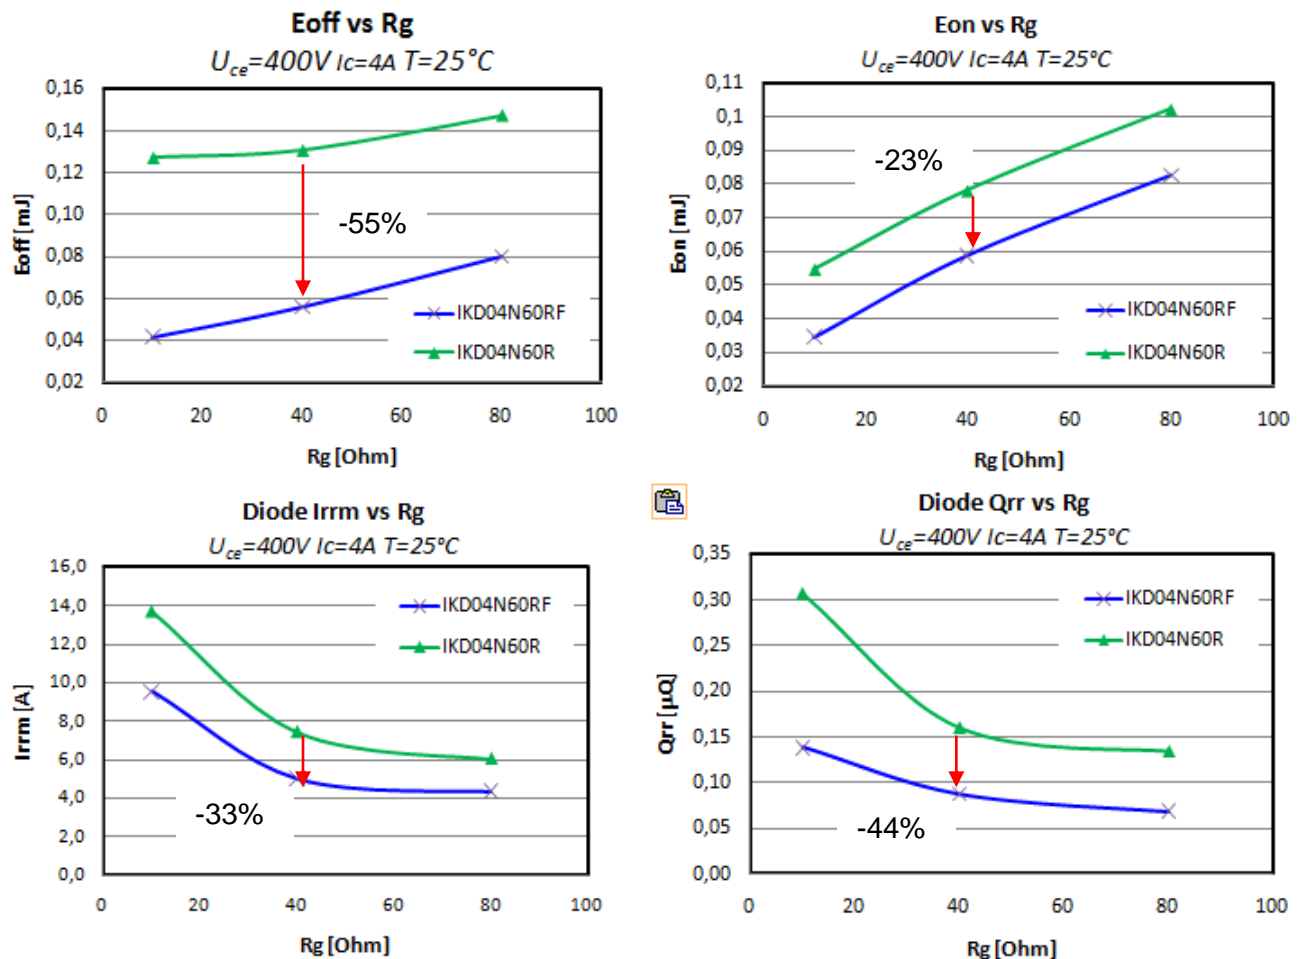 Eoff vs Rg
Uce=400V Ic=4A T=25°C
0,16
0,14
0,12
0,10
0,08
0,06
0,04
0,02
Eoff [mJ]
-55%
IKD04N60RF
IKD04N60R
0 20 40 60 80 100
Rg [Ohm]
Eon vs Rg
Uce=400V Ic=4A T=25°C
0,11
0,1
0,09
0,08
0,07
0,06
0,05
0,04
0,03
0,02
Eon [mJ]
-23%
IKD04N60RF
IKD04N60R
0 20 40 60 80 100
Rg [Ohm]
Diode Irrm vs Rg
Uce=400V Ic=4A T=25°C
16,0
14,0
12,0
10,0
8,0
6,0
4,0
2,0
0,0
Irrm [A]
IKD04N60RF
IKD04N60R
-33%
0 20 40 60 80 100
Rg [Ohm]
Diode Qrr vs Rg
Uce=400V Ic=4A T=25°C
0,35
0,30
0,25
0,20
0,15
0,10
0,05
0,00
Qrr [µQ]
IKD04N60RF
IKD04N60R
-44%
0 20 40 60 80 100
Rg [Ohm]